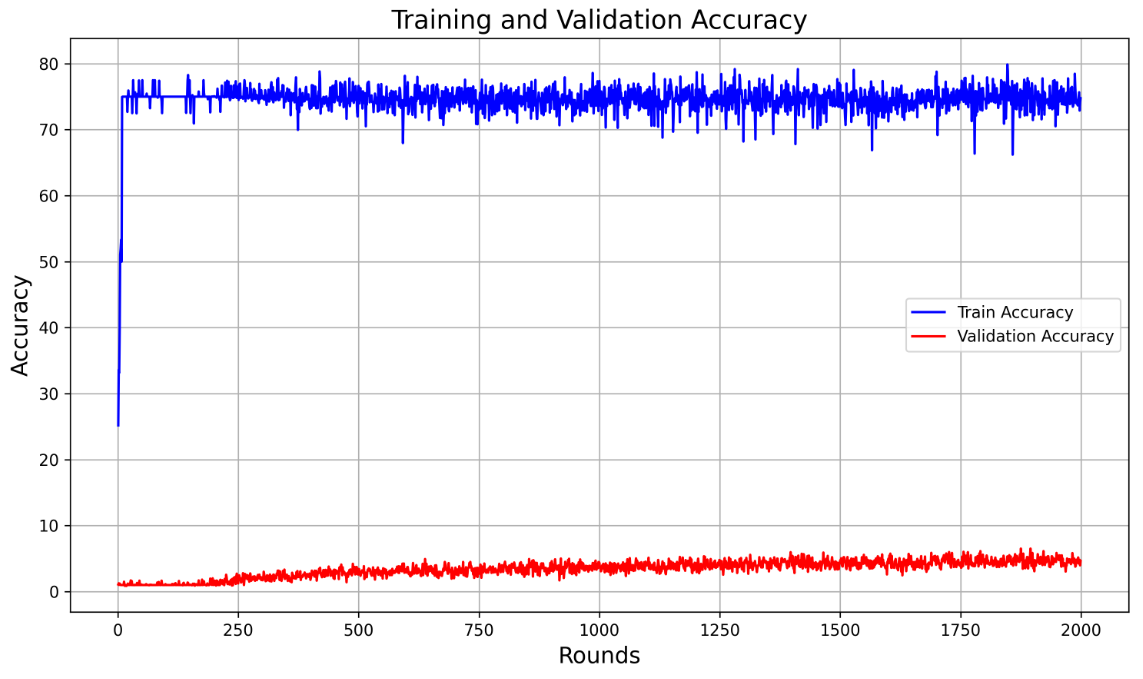 Training and Validation Accuracy
80
70
60
50
40
30
20
10
0
Accuracy
Train Accuracy
Validation Accuracy
0 250 500 750 1000 1250 1500 1750 2000
Rounds